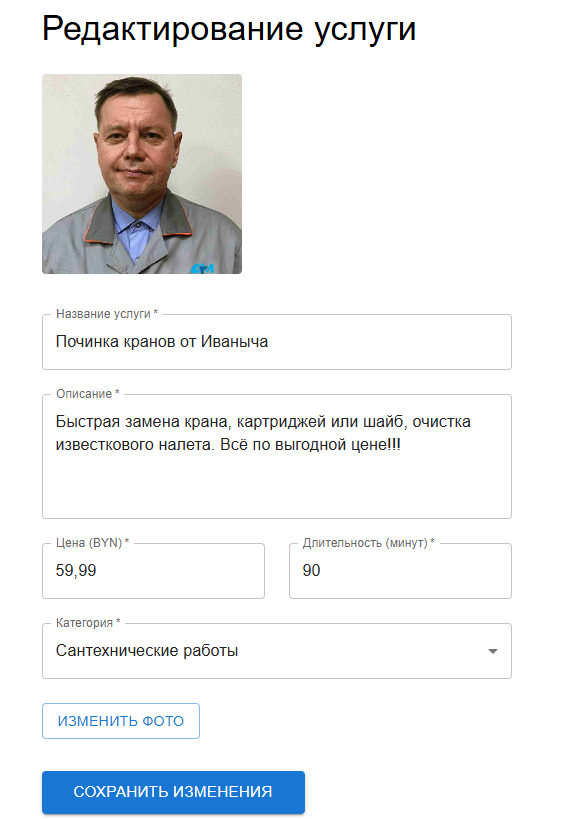 Редактирование услуги
Название услуги *
Починка кранов от Иваныча
Описание *
Быстрая замена крана, картриджей или шайб, очистка
известкового налета. Всё по выгодной цене!!!
Цена (BYN) *
Длительность (минут) *
59,99
90
Категория *
Сантехнические работы
ИЗМЕНИТЬ ФОТО
СОХРАНИТЬ ИЗМЕНЕНИЯ